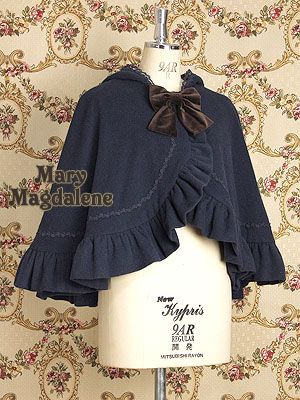 9AR
Mary
Magdalene
New
Kypris
9AR
REGULAR
開発
MITSUBISHI RAYON